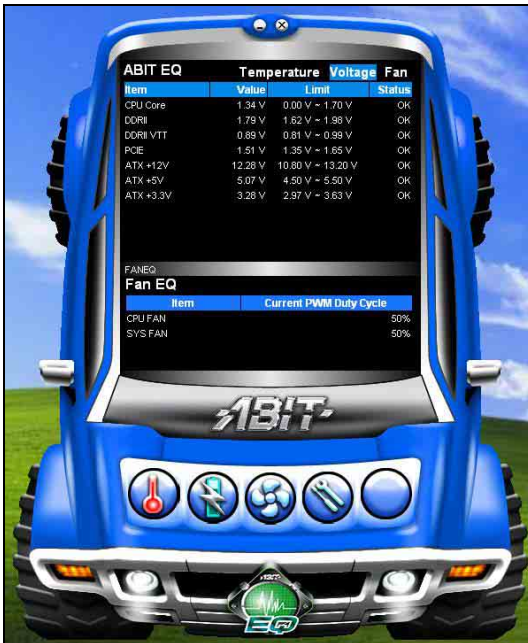 ABIT EQ Temperature Voltage Fan
Item Value Limit Status
CPU Core 1.34 V 0.00 V ~ 1.70 V OK
DDRII 1.79 V 1.62 V ~ 1.98 V OK
DDRII VTT 0.89 V 0.81 V ~ 0.99 V OK
PCIE 1.51 V 1.35 V ~ 1.65 V OK
ATX +12V 12.28 V 10.80 V ~ 13.20 V OK
ATX +5V 5.07 V 4.50 V ~ 5.50 V OK
ATX +3.3V 3.28 V 2.97 V ~ 3.63 V OK
FANEQ
Fan EQ
Item Current PWM Duty Cycle
CPU FAN 50%
SYS FAN 50%
ABIT
ABIT
EQ